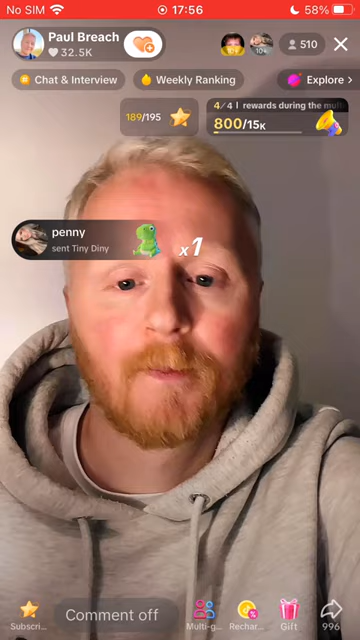 No SIM 17:56 58%
Paul Breach
32.5K
510
Chat & Interview
Weekly Ranking
Explore >
189/195
4/4 | rewards during the mul
800/15K
penny
sent Tiny Diny
x1
Subscri...
Comment off
Multi-g...
Rechar...
Gift
996